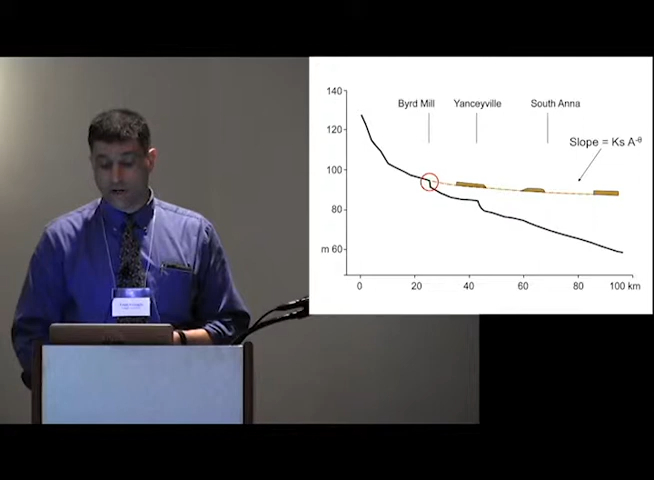 140
Byrd Mill Yanceyville South Anna
120
Slope = Ks A-θ
100
80
m 60
0 20 40 60 80 100 km